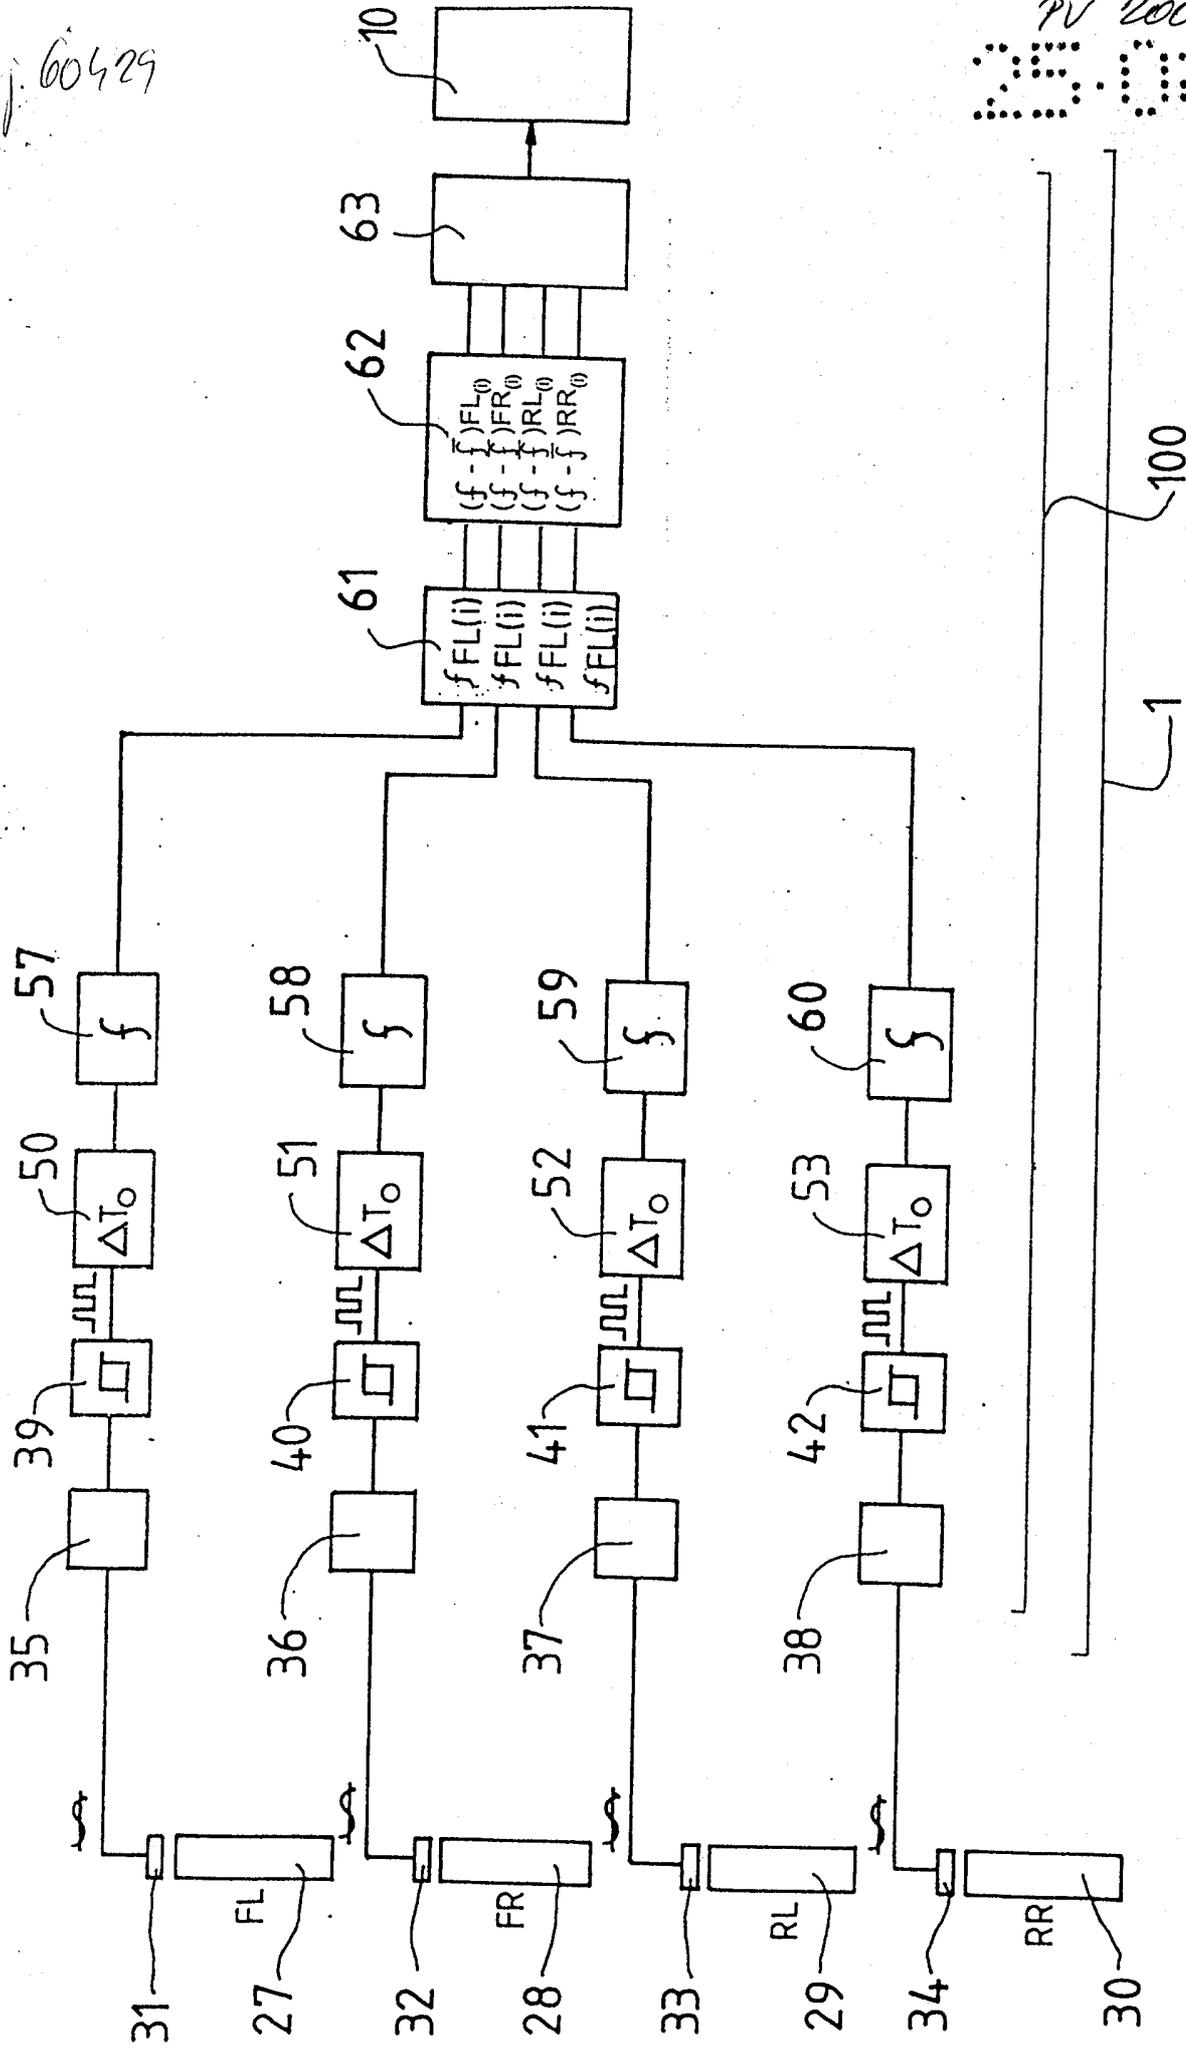 j. 60429
PV 200
25.0
10
63
62
(f - f̅)FL(i)
(f - f̅)FR(i)
(f - f̅)RL(i)
(f - f̅)RR(i)
61
f FL(i)
f FL(i)
f FL(i)
f FL(i)
57
f
58
f
59
f
60
f
50
ΔT₀
51
ΔT₀
52
ΔT₀
53
ΔT₀
39
40
41
42
35
36
37
38
31
FL
27
32
FR
28
33
RL
29
34
RR
30
100
1